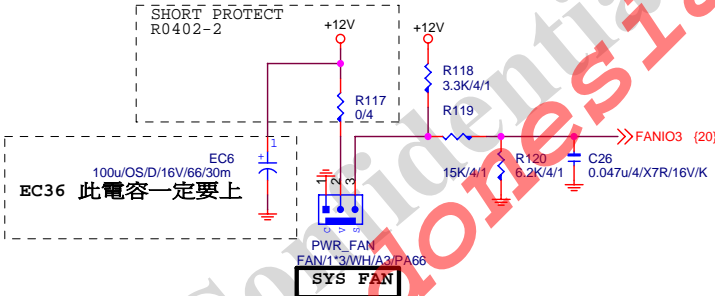 SHORT PROTECT
R0402-2
+12V
+12V
R118
3.3K/4/1
R117
0/4
R119
FANIO3 {20}
1
EC6
+
100u/OS/D/16V/66/30m
EC36 此電容一定要上
15K/4/1
R120
6.2K/4/1
C26
0.047u/4/X7R/16V/K
1 2 3
C V S
PWR_FAN
FAN/1*3/WH/A3/PA66
SYS FAN
Confidential
donesia